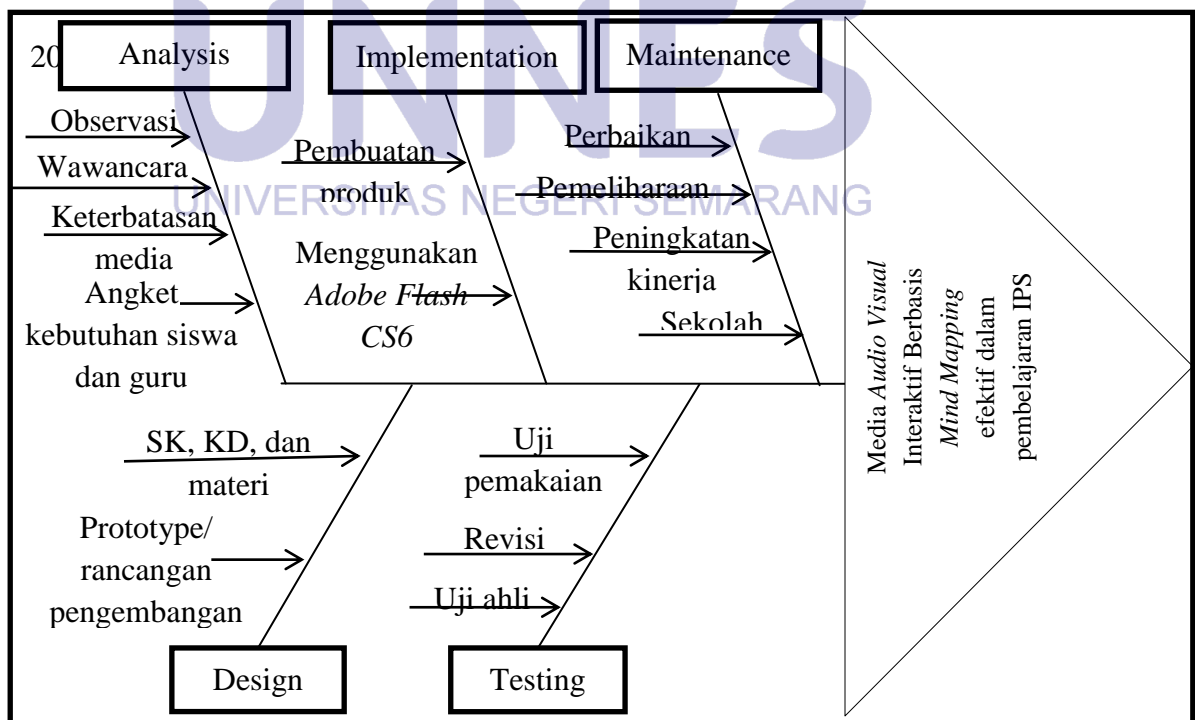 UNNES
UNIVERSITAS NEGERI SEMARANG
20
Analysis
Observasi
Wawancara
Keterbatasan
media
Angket
kebutuhan siswa
dan guru
Implementation
Pembuatan
produk
Menggunakan
Adobe Flash
CS6
Maintenance
Perbaikan
Pemeliharaan
Peningkatan
kinerja
Sekolah
SK, KD, dan
materi
Prototype/
rancangan
pengembangan
Design
Uji
pemakaian
Revisi
Uji ahli
Testing
Media Audio Visual
Interaktif Berbasis
Mind Mapping
efektif dalam
pembelajaran IPS